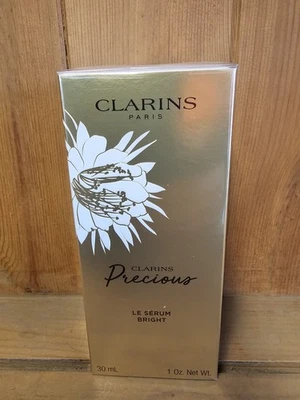 CLARINS
PARIS
CLARINS
Precious
LE SÉRUM
BRIGHT
30 mL 1 Oz. Net Wt.